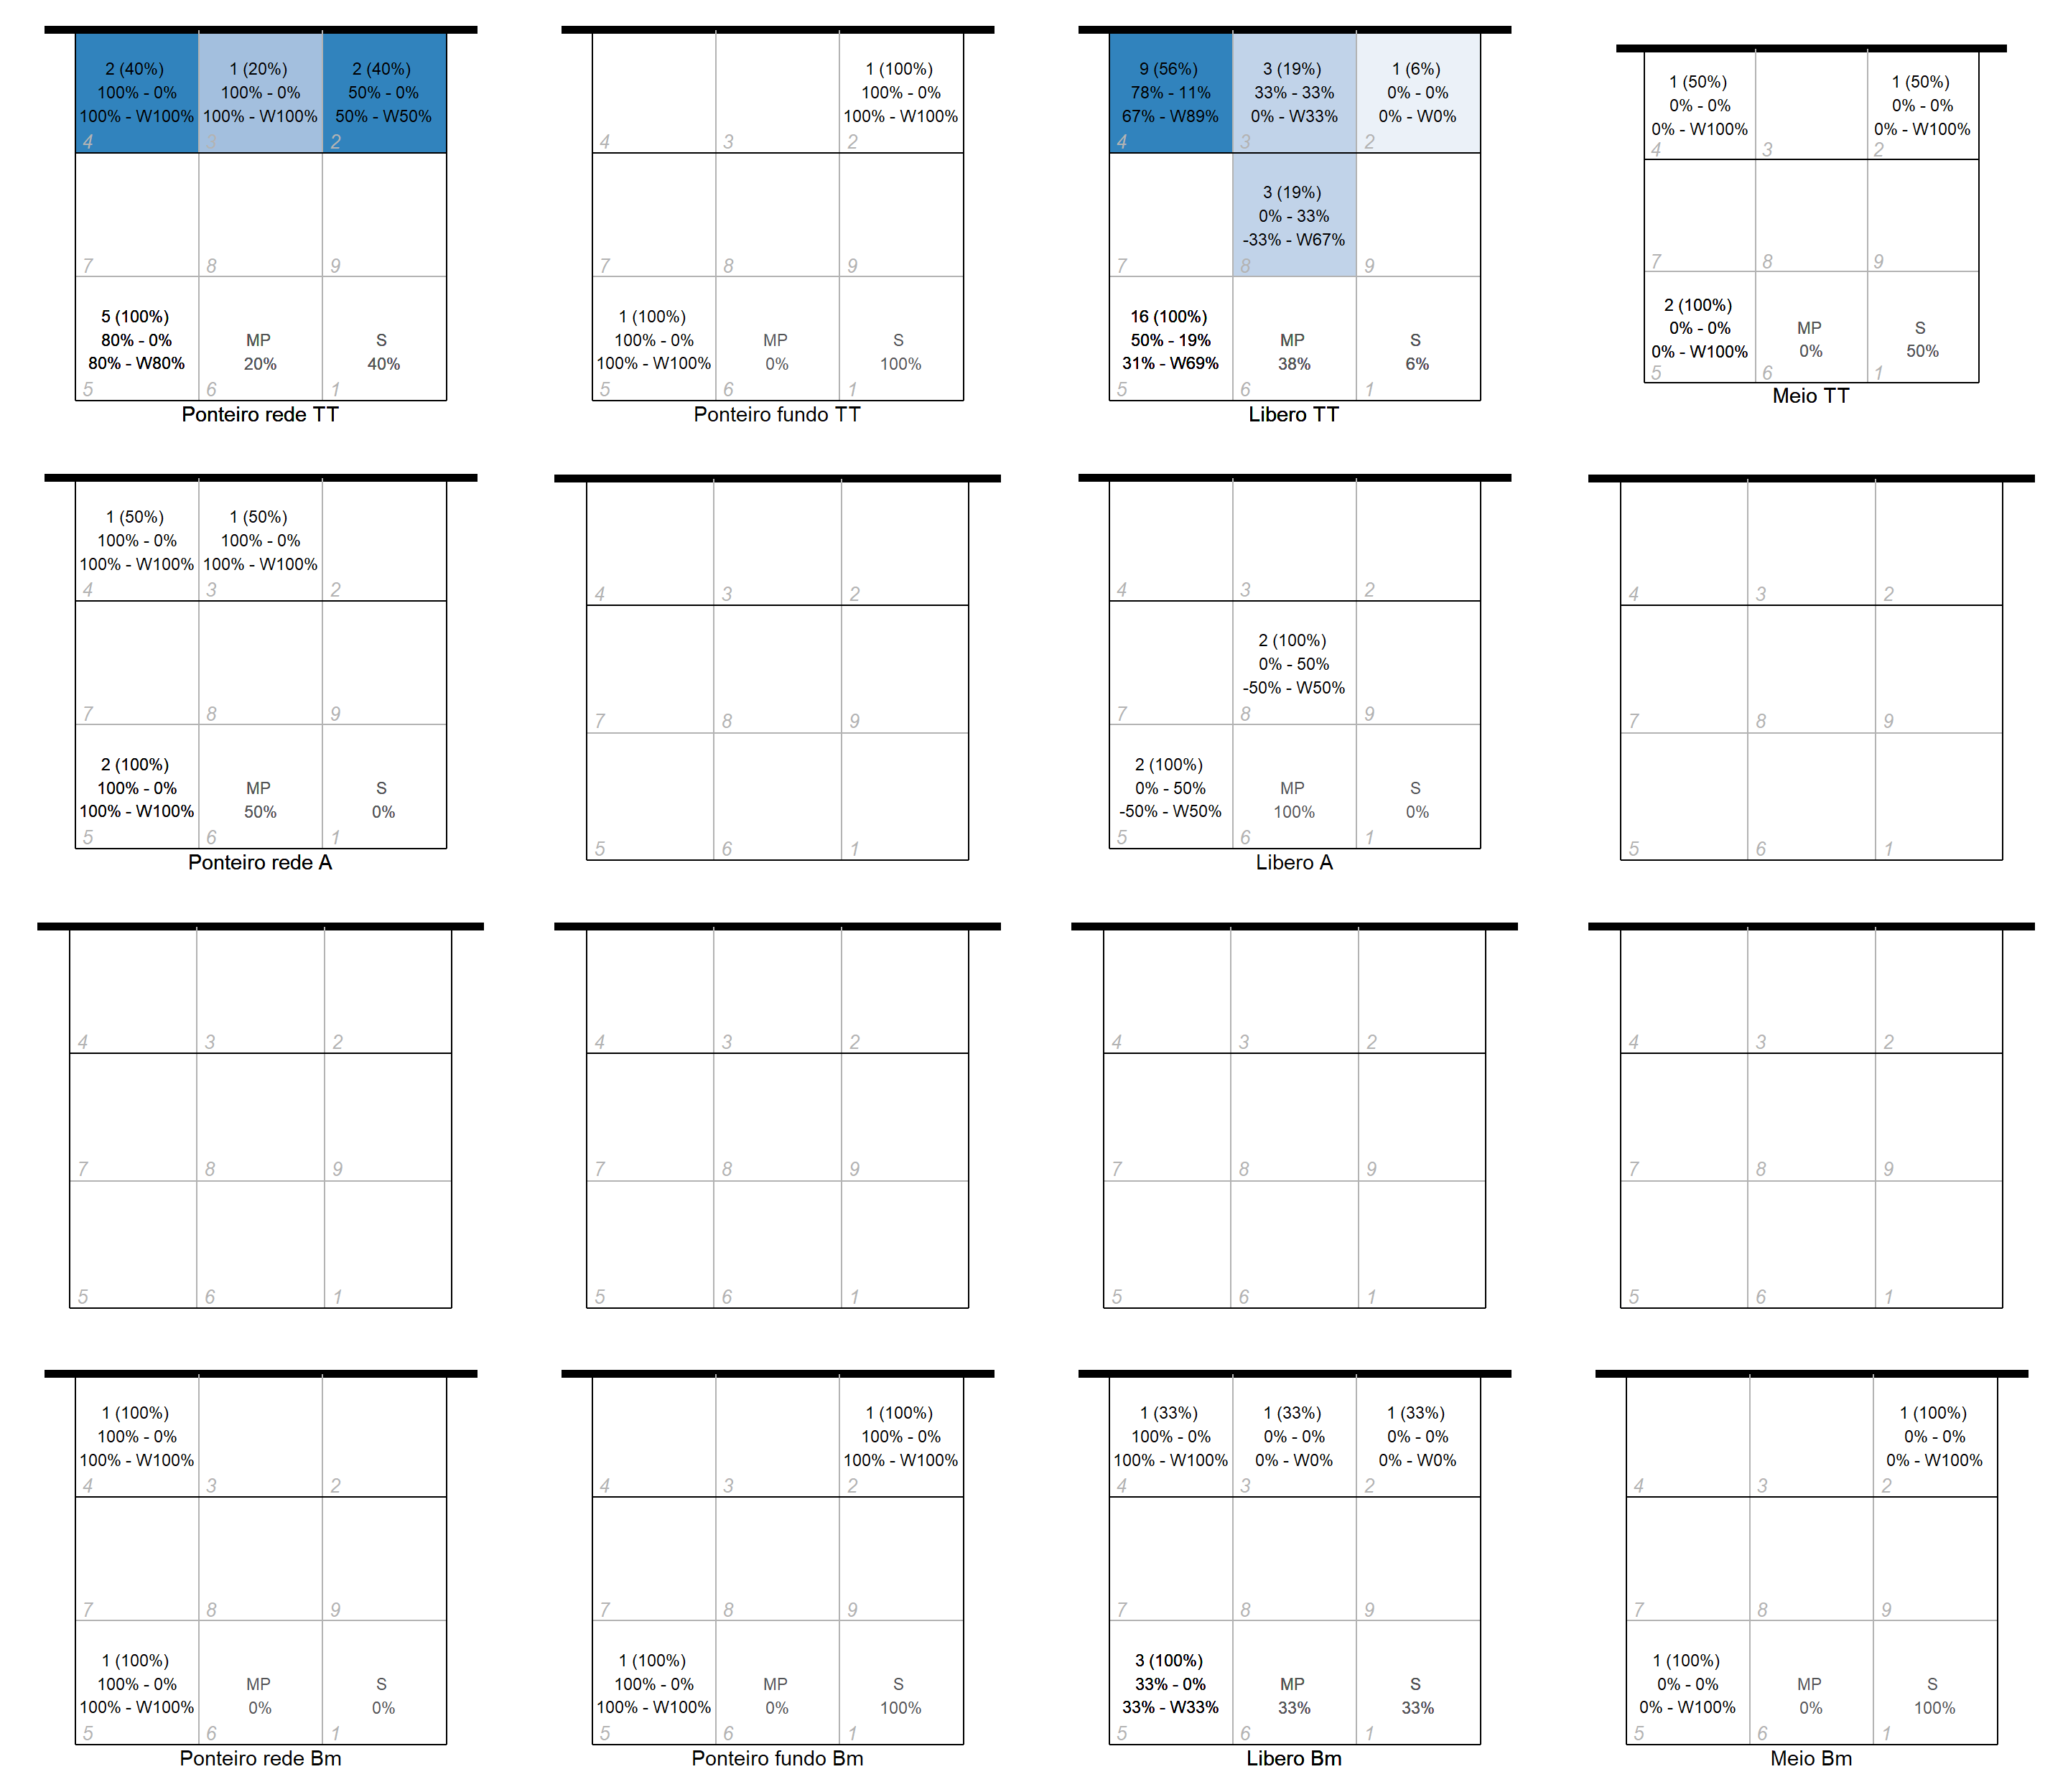 2 (40%)
100% - 0%
100% - W100%
4
1 (20%)
100% - 0%
100% - W100%
3
2 (40%)
50% - 0%
50% - W50%
2
7
8
9
5 (100%)
80% - 0%
80% - W80%
5
MP
20%
6
S
40%
1
Ponteiro rede TT
4
3
1 (100%)
100% - 0%
100% - W100%
2
7
8
9
1 (100%)
100% - 0%
100% - W100%
5
MP
0%
6
S
100%
1
Ponteiro fundo TT
9 (56%)
78% - 11%
67% - W89%
4
3 (19%)
33% - 33%
0% - W33%
3
1 (6%)
0% - 0%
0% - W0%
2
7
3 (19%)
0% - 33%
-33% - W67%
8
9
16 (100%)
50% - 19%
31% - W69%
5
MP
38%
6
S
6%
1
Libero TT
1 (50%)
0% - 0%
0% - W100%
4
3
1 (50%)
0% - 0%
0% - W100%
2
7
8
9
2 (100%)
0% - 0%
0% - W100%
5
MP
0%
6
S
50%
1
Meio TT
1 (50%)
100% - 0%
100% - W100%
4
1 (50%)
100% - 0%
100% - W100%
3
2
7
8
9
2 (100%)
100% - 0%
100% - W100%
5
MP
50%
6
S
0%
1
Ponteiro rede A
4
3
2
7
8
9
5
6
1
4
3
2
7
2 (100%)
0% - 50%
-50% - W50%
8
9
2 (100%)
0% - 50%
-50% - W50%
5
MP
100%
6
S
0%
1
Libero A
4
3
2
7
8
9
5
6
1
4
3
2
7
8
9
5
6
1
4
3
2
7
8
9
5
6
1
4
3
2
7
8
9
5
6
1
4
3
2
7
8
9
5
6
1
1 (100%)
100% - 0%
100% - W100%
4
3
2
7
8
9
1 (100%)
100% - 0%
100% - W100%
5
MP
0%
6
S
0%
1
Ponteiro rede Bm
4
3
1 (100%)
100% - 0%
100% - W100%
2
7
8
9
1 (100%)
100% - 0%
100% - W100%
5
MP
0%
6
S
100%
1
Ponteiro fundo Bm
1 (33%)
100% - 0%
100% - W100%
4
1 (33%)
0% - 0%
0% - W0%
3
1 (33%)
0% - 0%
0% - W0%
2
7
8
9
3 (100%)
33% - 0%
33% - W33%
5
MP
33%
6
S
33%
1
Libero Bm
4
3
1 (100%)
0% - 0%
0% - W100%
2
7
8
9
1 (100%)
0% - 0%
0% - W100%
5
MP
0%
6
S
100%
1
Meio Bm